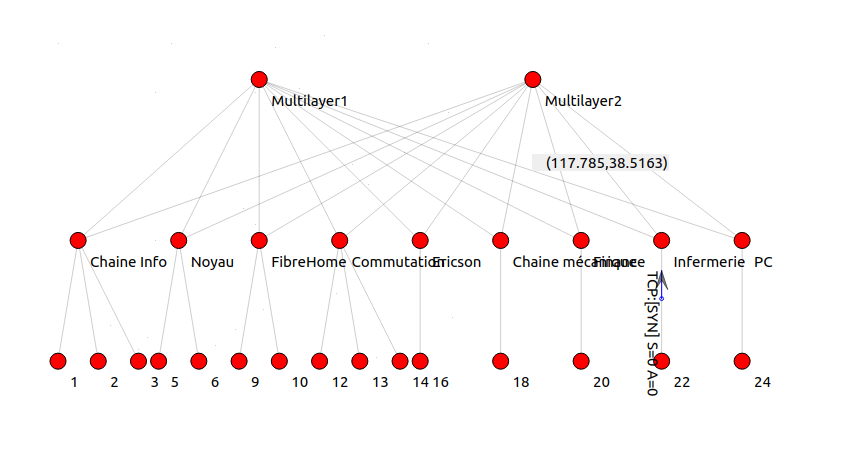 Multilayer1
Multilayer2
(117.785,38.5163)
Chaine Info
Noyau
FibreHome
Commutation
Ericson
Chaine mécanique
Finance
Infermerie
PC
TCP:[SYN] S=0 A=0
1
2
3
5
6
9
10
12
13
14
16
18
20
22
24